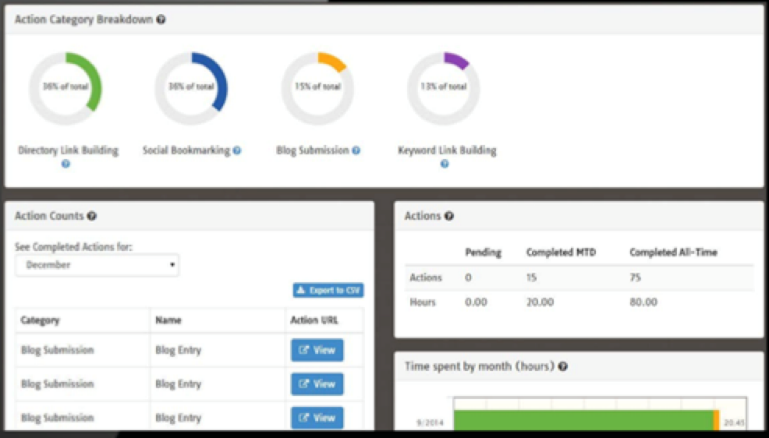 Action Category Breakdown
36% of total
36% of total
15% of total
13% of total
Directory Link Building
Social Bookmarking
Blog Submission
Keyword Link Building
Action Counts
See Completed Actions for:
December
Export to CSV
Category Name Action URL
Blog Submission Blog Entry View
Blog Submission Blog Entry View
Blog Submission Blog Entry View
Actions
Pending Completed MTD Completed All-Time
Actions 0 15 75
Hours 0.00 20.00 80.00
Time spent by month (hours)
9/2014 20.45